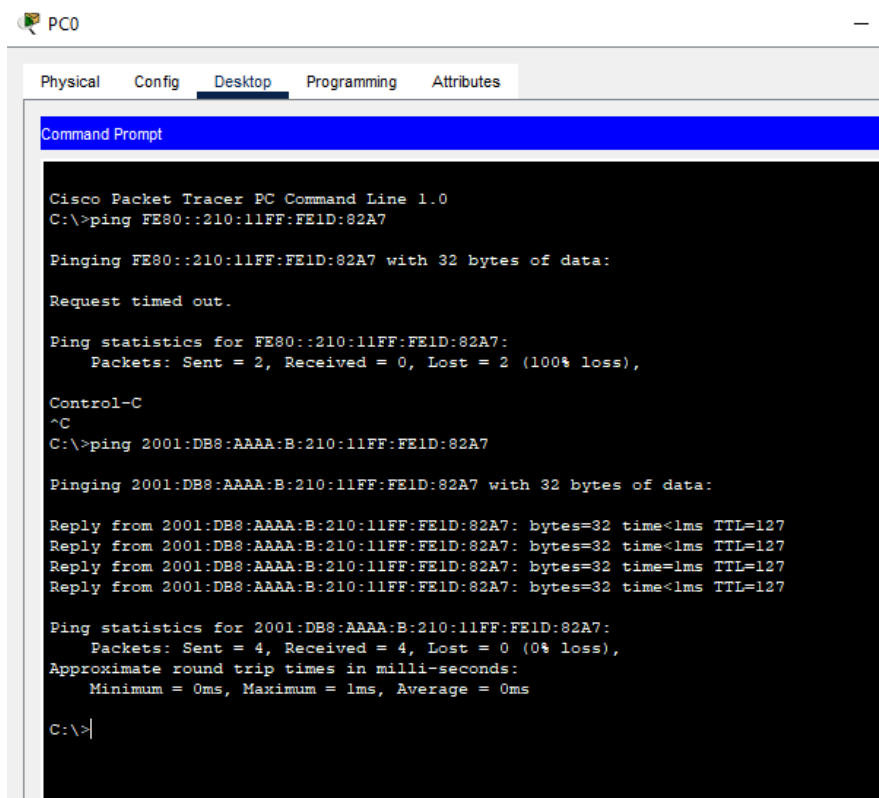 PC0
Physical Config Desktop Programming Attributes
Command Prompt
Cisco Packet Tracer PC Command Line 1.0
C:\>ping FE80::210:11FF:FE1D:82A7
Pinging FE80::210:11FF:FE1D:82A7 with 32 bytes of data:
Request timed out.
Ping statistics for FE80::210:11FF:FE1D:82A7:
Packets: Sent = 2, Received = 0, Lost = 2 (100% loss),
Control-C
^C
C:\>ping 2001:DB8:AAAA:B:210:11FF:FE1D:82A7
Pinging 2001:DB8:AAAA:B:210:11FF:FE1D:82A7 with 32 bytes of data:
Reply from 2001:DB8:AAAA:B:210:11FF:FE1D:82A7: bytes=32 time<1ms TTL=127
Reply from 2001:DB8:AAAA:B:210:11FF:FE1D:82A7: bytes=32 time<1ms TTL=127
Reply from 2001:DB8:AAAA:B:210:11FF:FE1D:82A7: bytes=32 time=1ms TTL=127
Reply from 2001:DB8:AAAA:B:210:11FF:FE1D:82A7: bytes=32 time<1ms TTL=127
Ping statistics for 2001:DB8:AAAA:B:210:11FF:FE1D:82A7:
Packets: Sent = 4, Received = 4, Lost = 0 (0% loss),
Approximate round trip times in milli-seconds:
Minimum = 0ms, Maximum = 1ms, Average = 0ms
C:\>